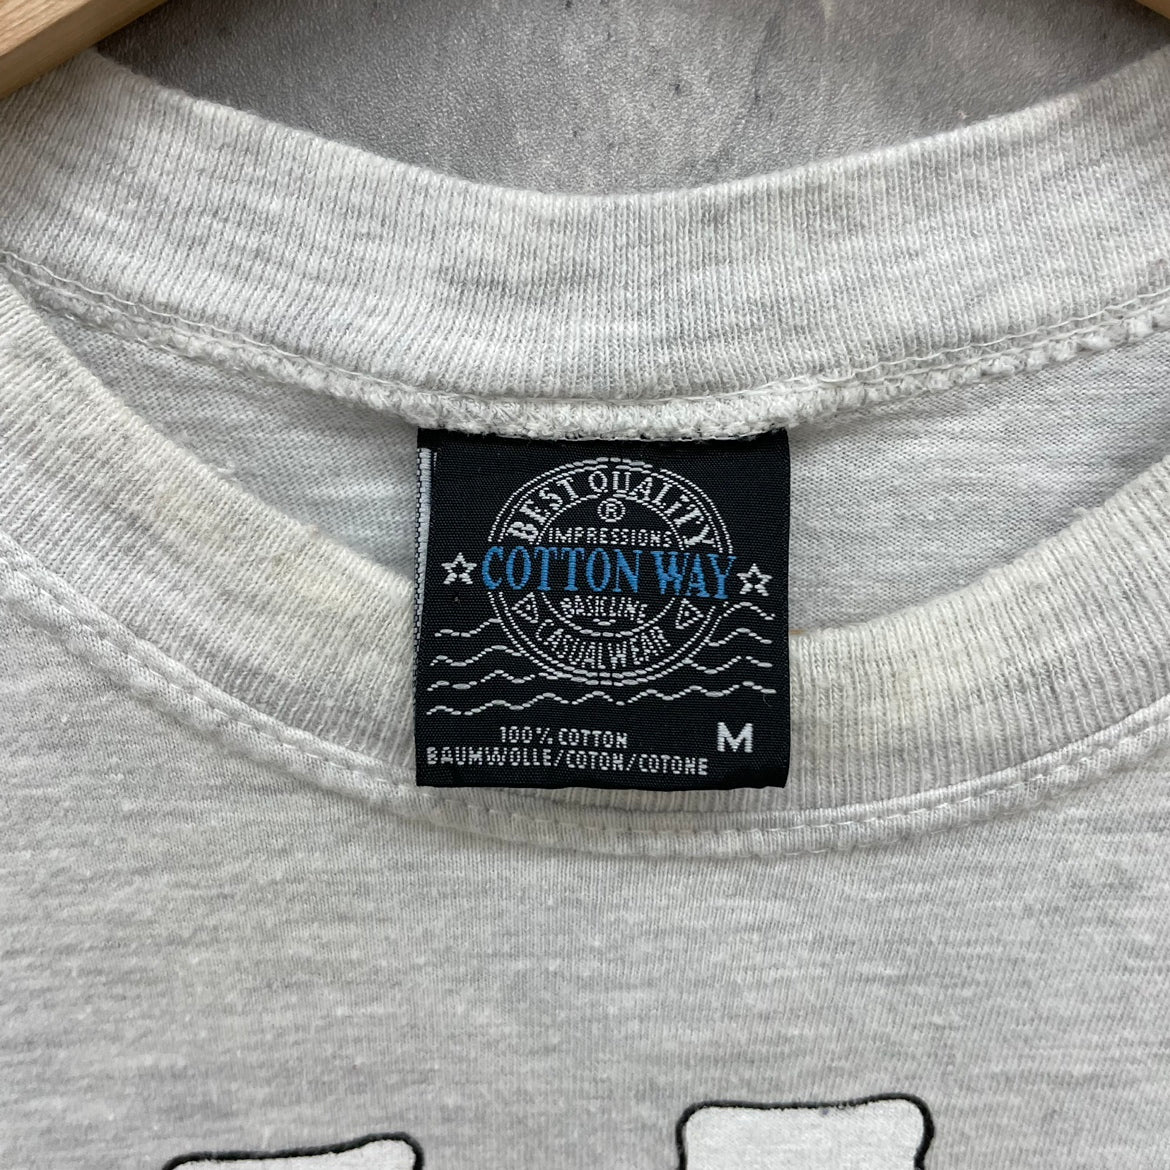 BEST QUALITY
®
IMPRESSIONS
COTTON WAY
BASICLINE
CASUALWEAR
100% COTTON
M
BAUMWOLLE/COTON/COTONE